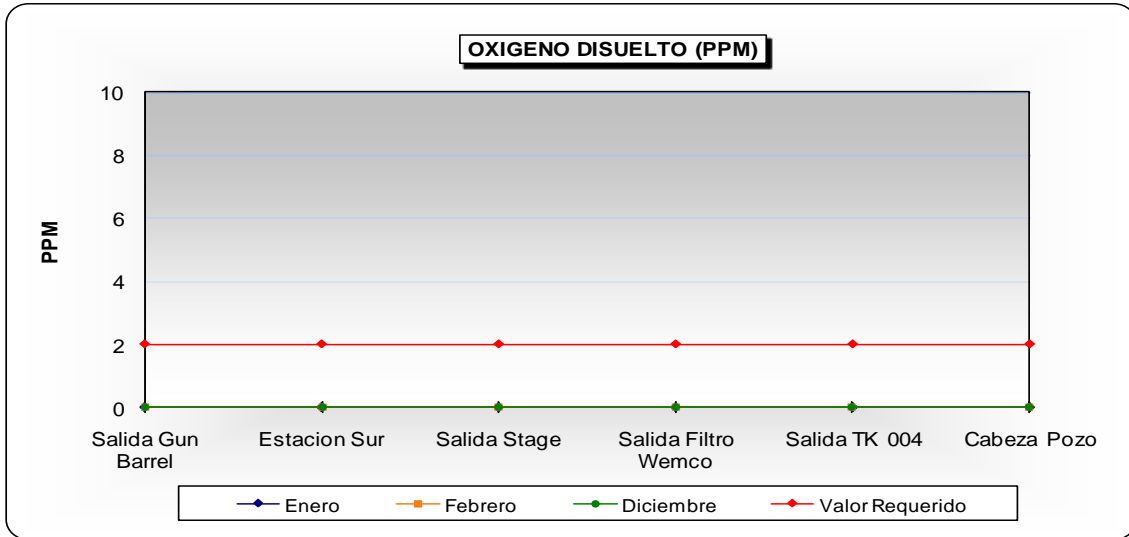 OXIGENO DISUELTO (PPM)
PPM
10
8
6
4
2
0
Salida Gun Barrel
Estacion Sur
Salida Stage
Salida Filtro Wemco
Salida TK 004
Cabeza Pozo
Enero
Febrero
Diciembre
Valor Requerido